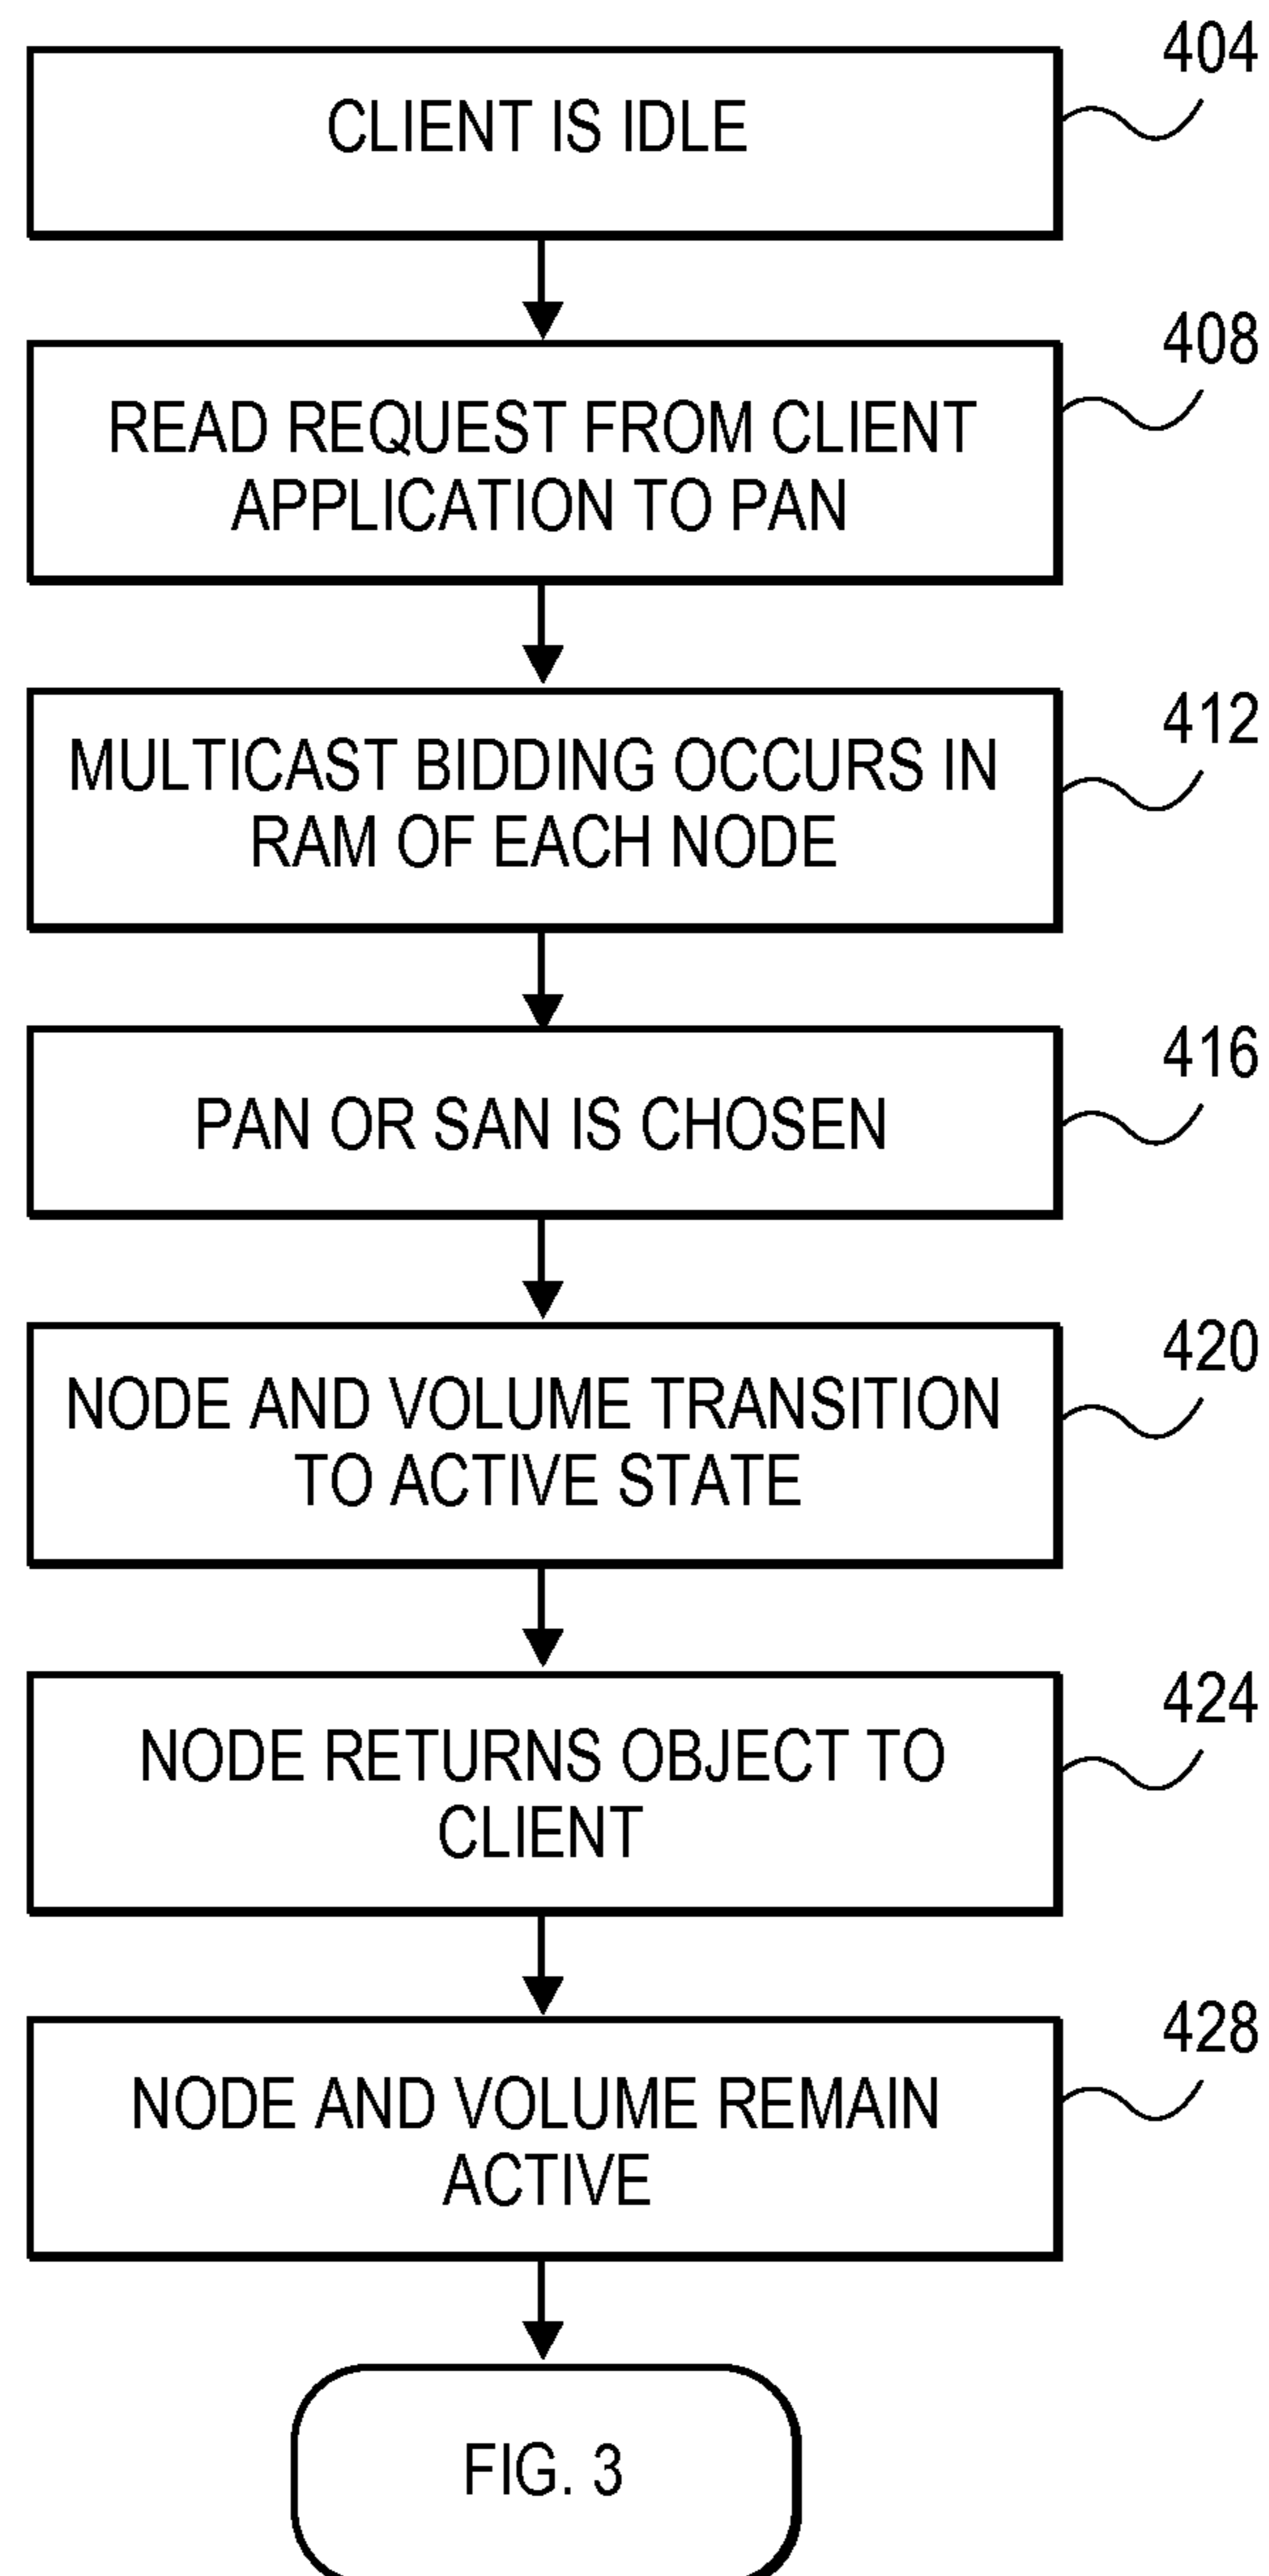 404
CLIENT IS IDLE
408
READ REQUEST FROM CLIENT
APPLICATION TO PAN
412
MULTICAST BIDDING OCCURS IN
RAM OF EACH NODE
416
PAN OR SAN IS CHOSEN
420
NODE AND VOLUME TRANSITION
TO ACTIVE STATE
424
NODE RETURNS OBJECT TO
CLIENT
428
NODE AND VOLUME REMAIN
ACTIVE
FIG. 3